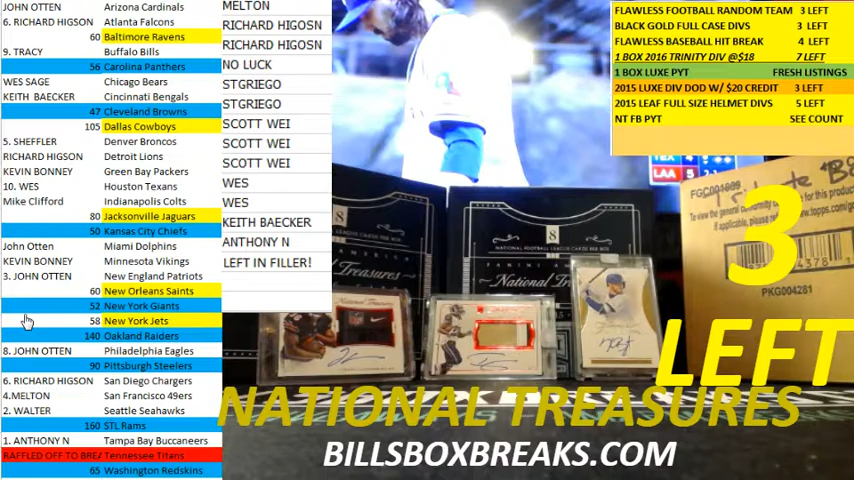 JOHN OTTEN Arizona Cardinals
6. RICHARD HIGSON Atlanta Falcons
60 Baltimore Ravens
9. TRACY Buffalo Bills
56 Carolina Panthers
WES SAGE Chicago Bears
KEITH BAECKER Cincinnati Bengals
47 Cleveland Browns
105 Dallas Cowboys
5. SHEFFLER Denver Broncos
RICHARD HIGSON Detroit Lions
KEVIN BONNEY Green Bay Packers
10. WES Houston Texans
Mike Clifford Indianapolis Colts
80 Jacksonville Jaguars
50 Kansas City Chiefs
John Otten Miami Dolphins
KEVIN BONNEY Minnesota Vikings
3. JOHN OTTEN New England Patriots
60 New Orleans Saints
52 New York Giants
58 New York Jets
140 Oakland Raiders
8. JOHN OTTEN Philadelphia Eagles
90 Pittsburgh Steelers
6. RICHARD HIGSON San Diego Chargers
4.MELTON San Francisco 49ers
2. WALTER Seattle Seahawks
160 STL Rams
1. ANTHONY N Tampa Bay Buccaneers
RAFFLED OFF TO BREA Tennessee Titans
65 Washington Redskins
MELTON
RICHARD HIGOSN
RICHARD HIGOSN
NO LUCK
STGRIEGO
STGRIEGO
SCOTT WEI
SCOTT WEI
SCOTT WEI
WES
WES
KEITH BAECKER
ANTHONY N
LEFT IN FILLER!
FLAWLESS FOOTBALL RANDOM TEAM 3 LEFT
BLACK GOLD FULL CASE DIVS 3 LEFT
FLAWLESS BASEBALL HIT BREAK 4 LEFT
1 BOX 2016 TRINITY DIV @$18 7 LEFT
1 BOX LUXE PYT FRESH LISTINGS
2015 LUXE DIV DOD W/ $20 CREDIT 3 LEFT
2015 LEAF FULL SIZE HELMET DIVS 5 LEFT
NT FB PYT SEE COUNT
TEX 4
LAA 5
PKG004281
3
LEFT
NATIONAL TREASURES
BILLSBOXBREAKS.COM